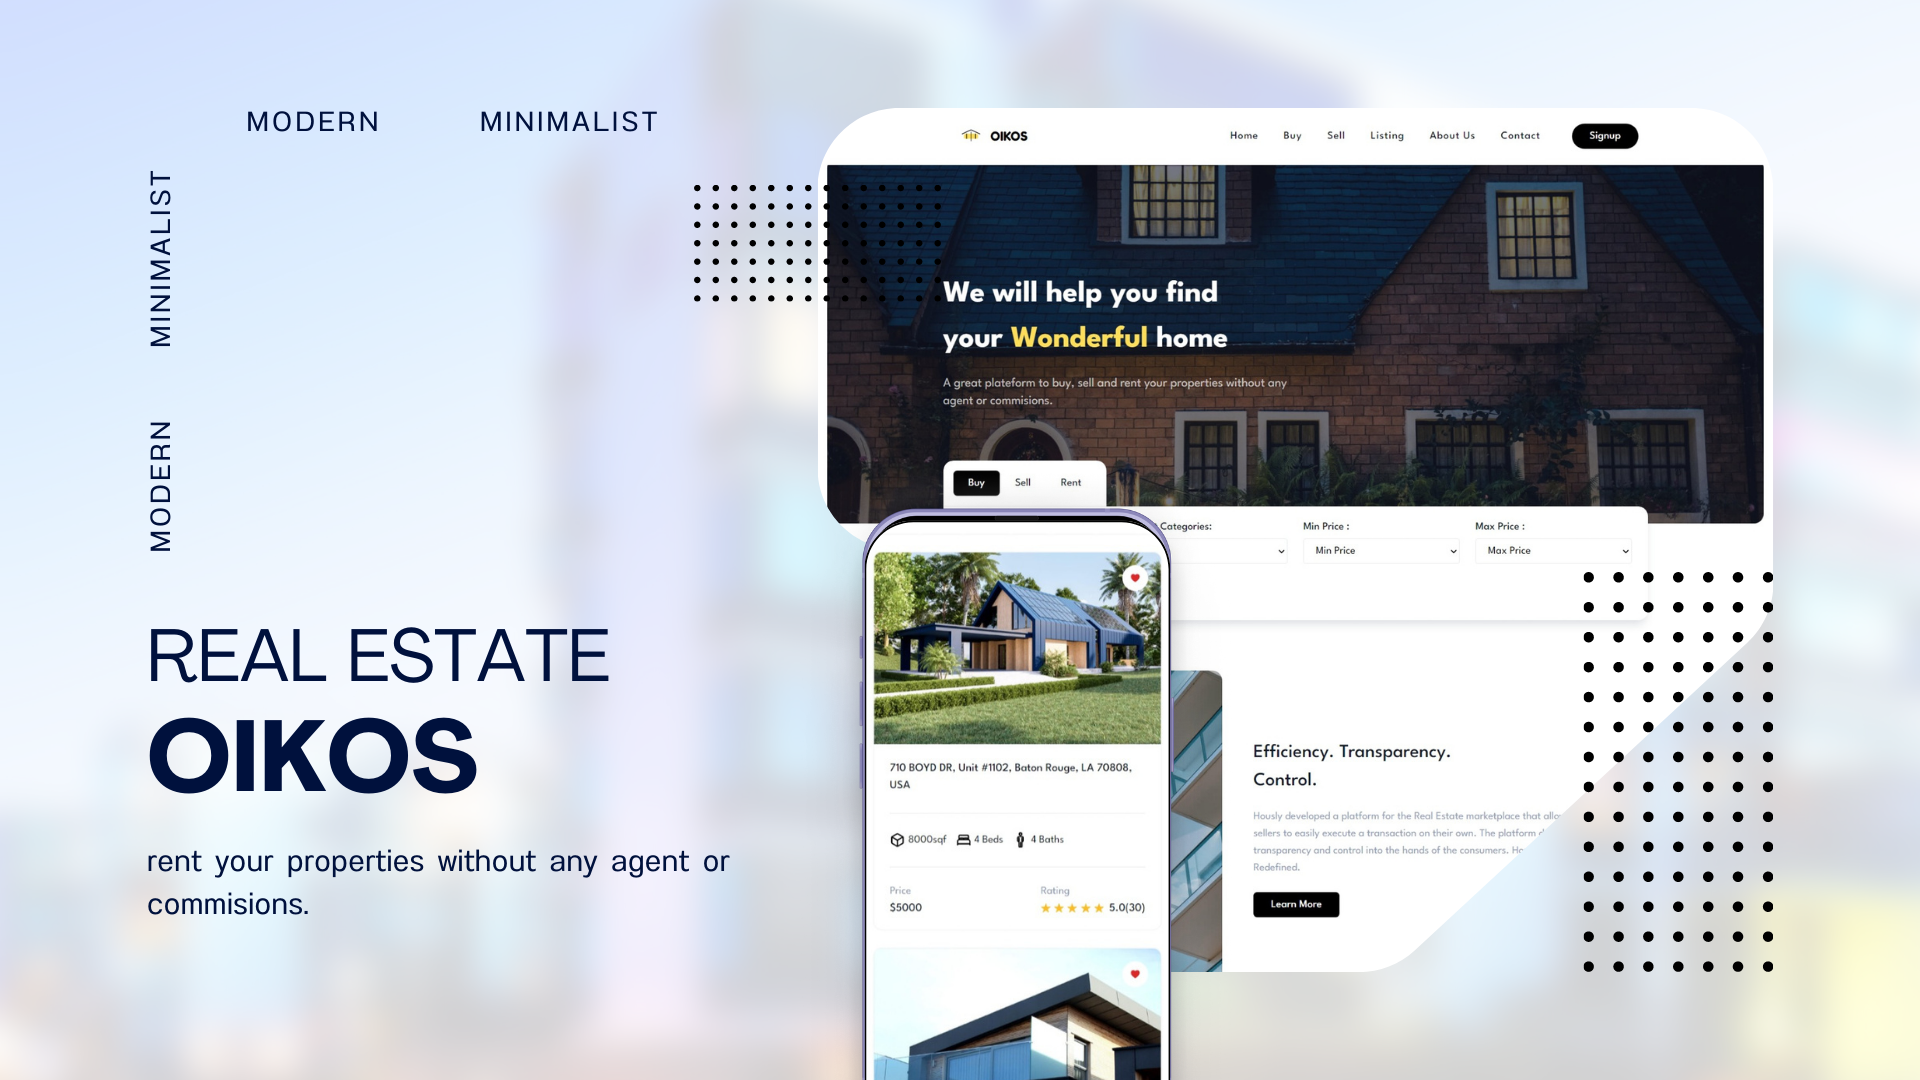 MODERN MINIMALIST
MINIMALIST
MODERN
REAL ESTATE
OIKOS
rent your properties without any agent or
commisions.
OIKOS
Home Buy Sell Listing About Us Contact Signup
We will help you find
your Wonderful home
A great plateform to buy, sell and rent your properties without any
agent or commisions.
Buy Sell Rent
Categories: Min Price : Max Price :
Min Price Max Price
710 BOYD DR, Unit #1102, Baton Rouge, LA 70808,
USA
8000sqf 4 Beds 4 Baths
Price Rating
$5000 5.0(30)
Efficiency. Transparency.
Control.
Hously developed a platform for the Real Estate marketplace that
sellers to easily execute a transaction on their own. The platform
transparency and control into the hands of the consumers.
Redefined.
Learn More